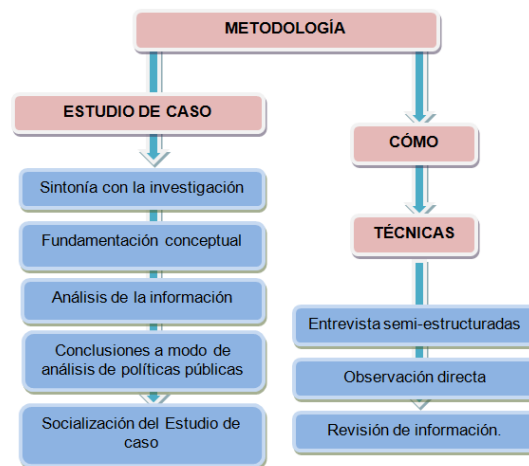 METODOLOGÍA
ESTUDIO DE CASO
Sintonía con la investigación
Fundamentación conceptual
Análisis de la información
Conclusiones a modo de
análisis de políticas públicas
Socialización del Estudio de
caso
CÓMO
TÉCNICAS
Entrevista semi-estructuradas
Observación directa
Revisión de información.